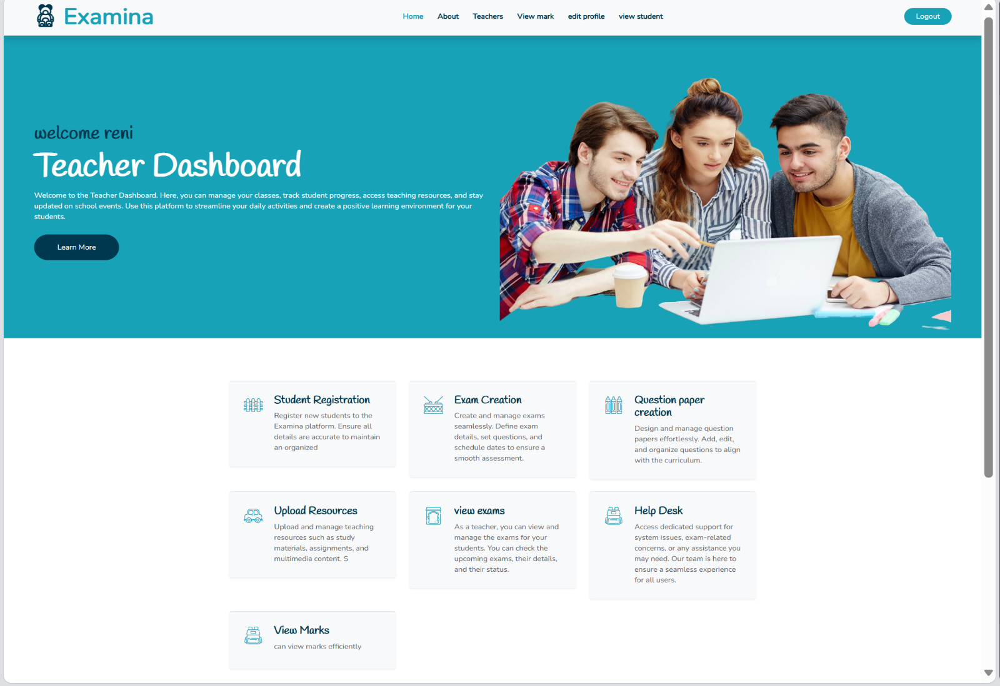 Examina
Home About Teachers View mark edit profile view student
Logout
welcome reni
Teacher Dashboard
Welcome to the Teacher Dashboard. Here, you can manage your classes, track student progress, access teaching resources, and stay
updated on school events. Use this platform to streamline your daily activities and create a positive learning environment for your
students.
Learn More
Student Registration
Register new students to the
Examina platform. Ensure all
details are accurate to maintain
an organized
Exam Creation
Create and manage exams
seamlessly. Define exam
details, set questions, and
schedule dates to ensure a
smooth assessment.
Question paper
creation
Design and manage question
papers effortlessly. Add, edit,
and organize questions to align
with the curriculum.
Upload Resources
Upload and manage teaching
resources such as study
materials, assignments, and
multimedia content. S
view exams
As a teacher, you can view and
manage the exams for your
students. You can check the
upcoming exams, their details,
and their status.
Help Desk
Access dedicated support for
system issues, exam-related
concerns, or any assistance you
may need. Our team is here to
ensure a seamless experience
for all users.
View Marks
can view marks efficiently